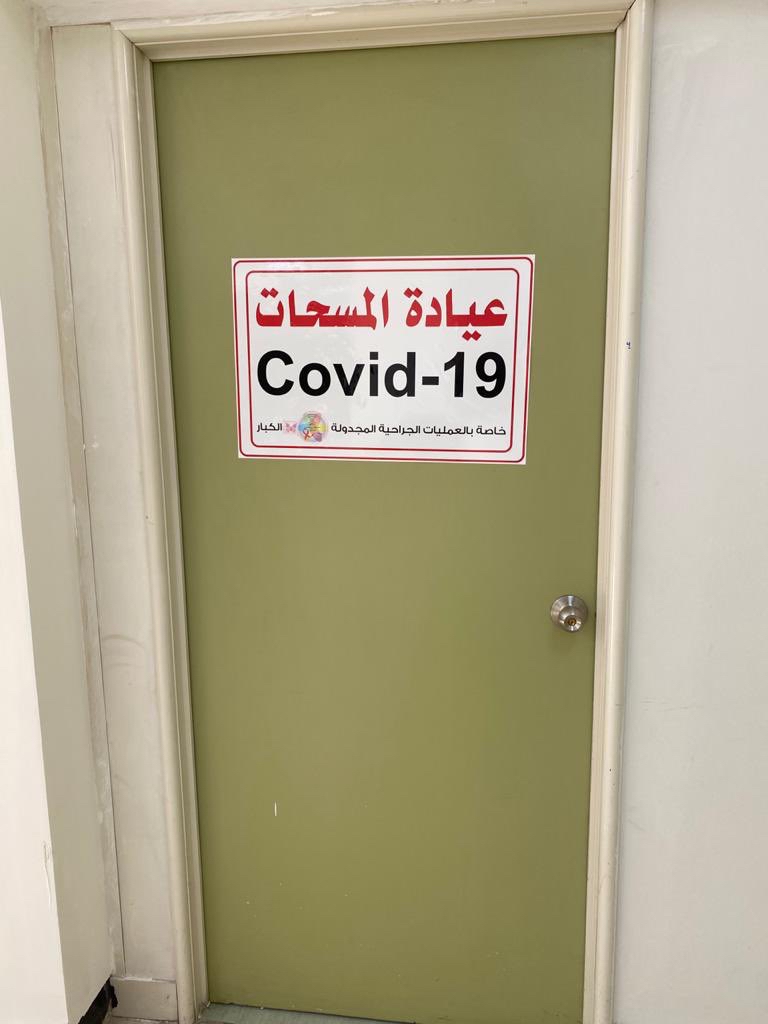 عيادة المسحات
Covid-19
خاصة بالعمليات الجراحية المجدولة الكبار